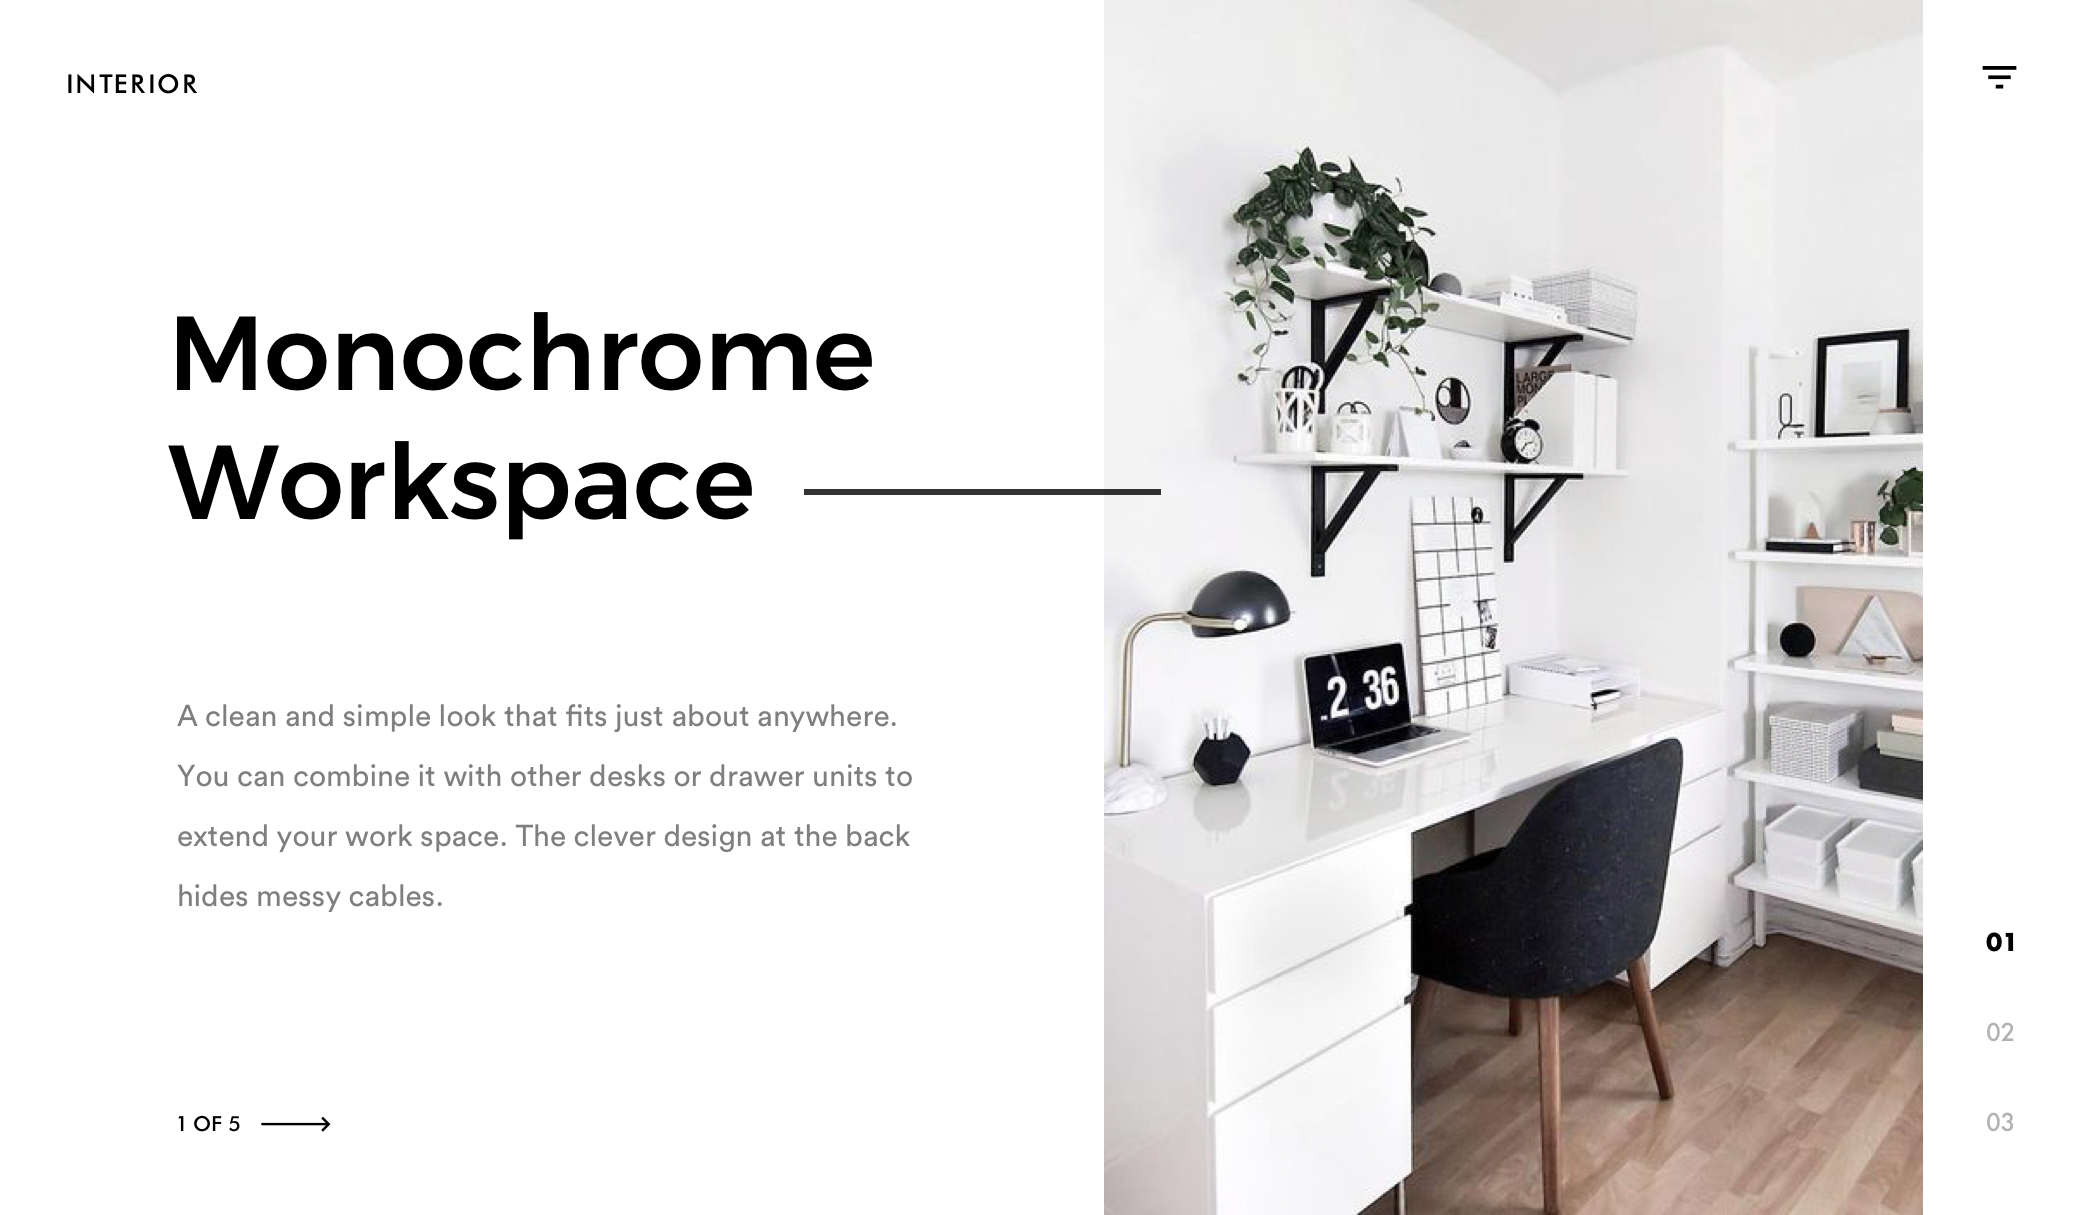 INTERIOR
Monochrome
Workspace
A clean and simple look that fits just about anywhere.
You can combine it with other desks or drawer units to
extend your work space. The clever design at the back
hides messy cables.
1 OF 5
LARGE
2 36
01
02
03